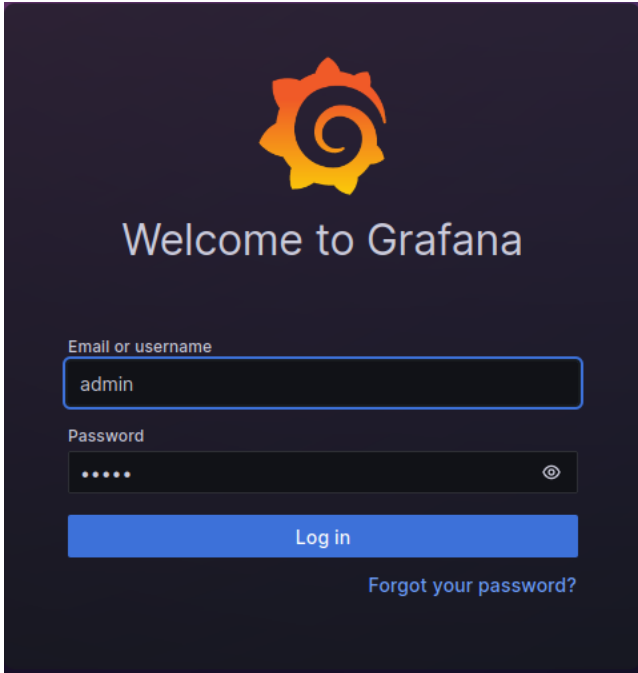 Welcome to Grafana
Email or username
admin
Password
•••••
Log in
Forgot your password?